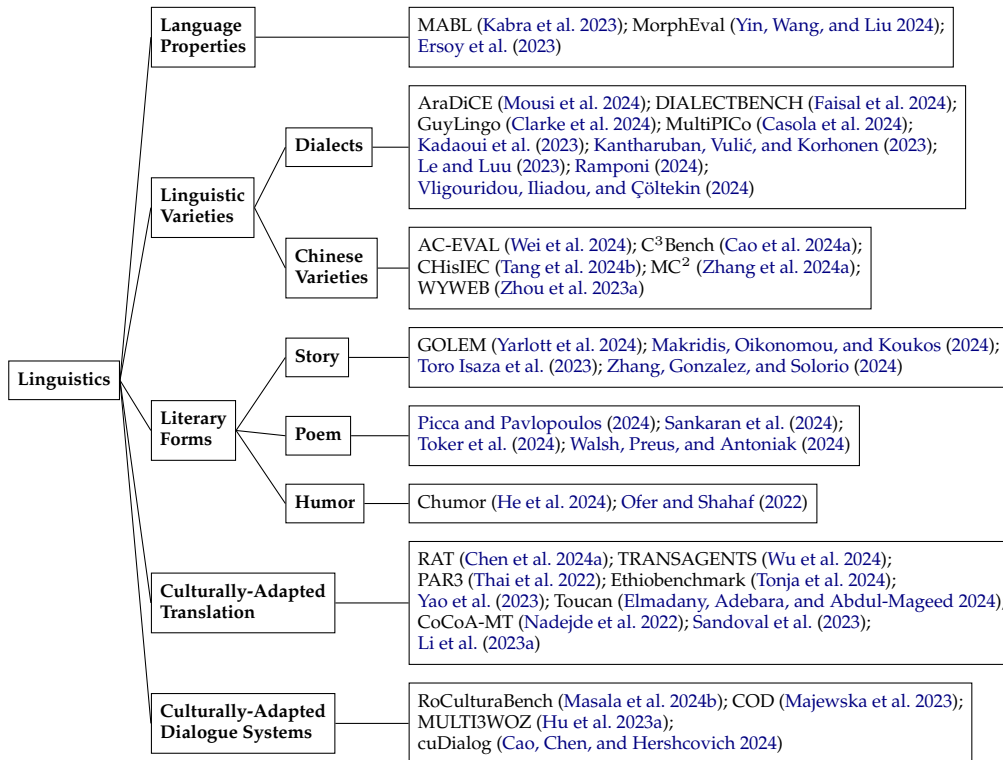 Linguistics
Language
Properties
MABL (Kabra et al. 2023); MorphEval (Yin, Wang, and Liu 2024);
Ersoy et al. (2023)
Linguistic
Varieties
Dialects
AraDiCE (Mousi et al. 2024); DIALECTBENCH (Faisal et al. 2024);
GuyLingo (Clarke et al. 2024); MultiPICo (Casola et al. 2024);
Kadaoui et al. (2023); Kantharuban, Vulić, and Korhonen (2023);
Le and Luu (2023); Ramponi (2024);
Vligouridou, Iliadou, and Çöltekin (2024)
Chinese
Varieties
AC-EVAL (Wei et al. 2024); C³Bench (Cao et al. 2024a);
CHisIEC (Tang et al. 2024b); MC² (Zhang et al. 2024a);
WYWEB (Zhou et al. 2023a)
Literary
Forms
Story
GOLEM (Yarlott et al. 2024); Makridis, Oikonomou, and Koukos (2024);
Toro Isaza et al. (2023); Zhang, Gonzalez, and Solorio (2024)
Poem
Picca and Pavlopoulos (2024); Sankaran et al. (2024);
Toker et al. (2024); Walsh, Preus, and Antoniak (2024)
Humor
Chumor (He et al. 2024); Ofer and Shahaf (2022)
Culturally-Adapted
Translation
RAT (Chen et al. 2024a); TRANSAGENTS (Wu et al. 2024);
PAR3 (Thai et al. 2022); Ethiobenchmark (Tonja et al. 2024);
Yao et al. (2023); Toucan (Elmadany, Adebara, and Abdul-Mageed 2024);
CoCoA-MT (Nadejde et al. 2022); Sandoval et al. (2023);
Li et al. (2023a)
Culturally-Adapted
Dialogue Systems
RoCulturaBench (Masala et al. 2024b); COD (Majewska et al. 2023);
MULTI3WOZ (Hu et al. 2023a);
cuDialog (Cao, Chen, and Hershcovich 2024)